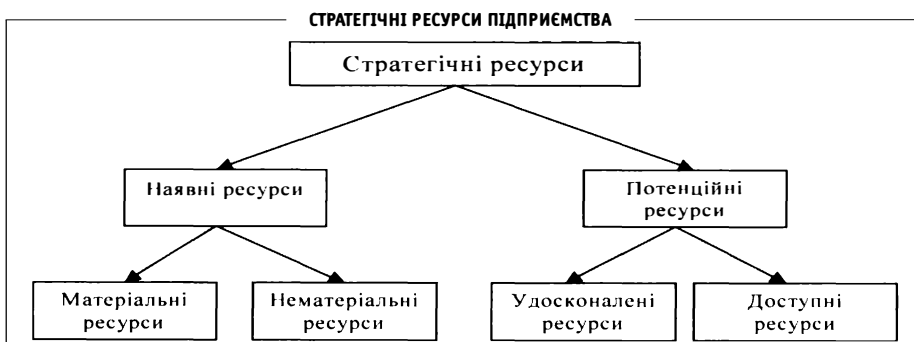 СТРАТЕГІЧНІ РЕСУРСИ ПІДПРИЄМСТВА
Стратегічні ресурси
Наявні ресурси
Потенційні
ресурси
Матеріальні
ресурси
Нематеріальні
ресурси
Удосконалені
ресурси
Доступні
ресурси